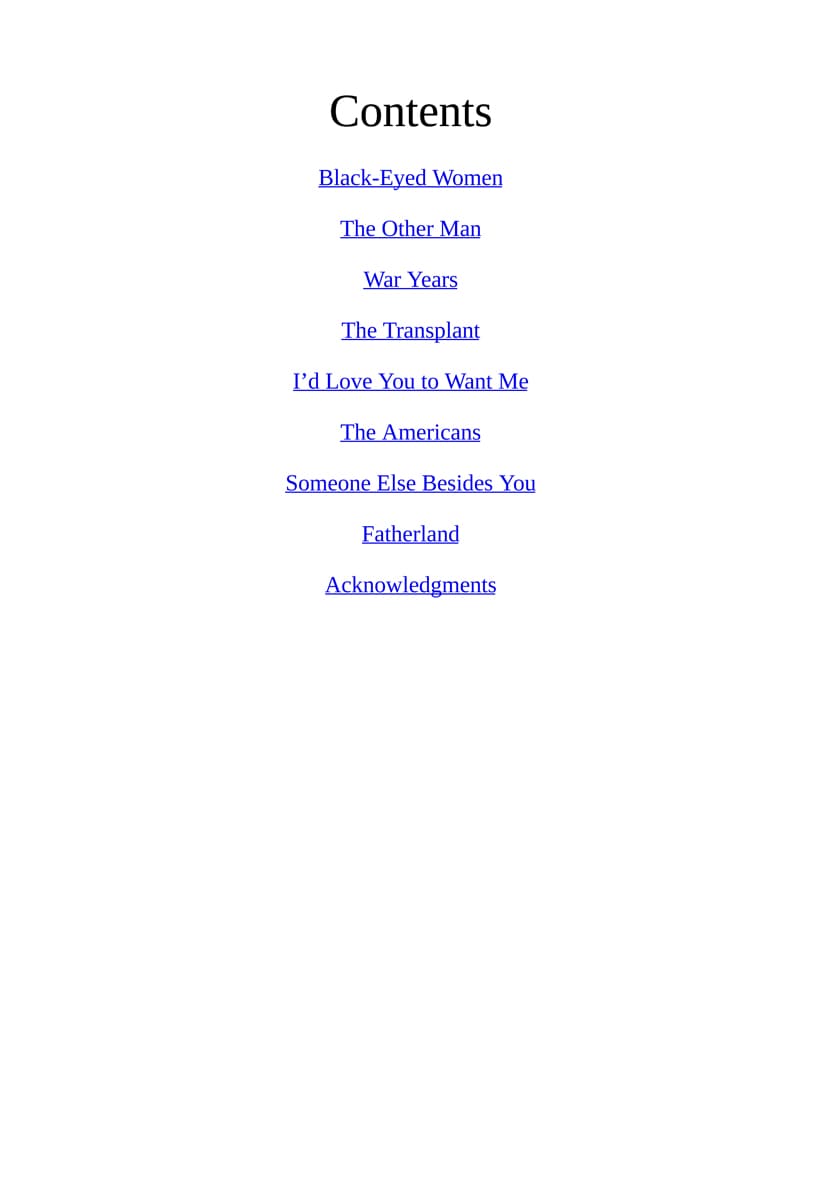 Contents
Black-Eyed Women
The Other Man
War Years
The Transplant
I’d Love You to Want Me
The Americans
Someone Else Besides You
Fatherland
Acknowledgments